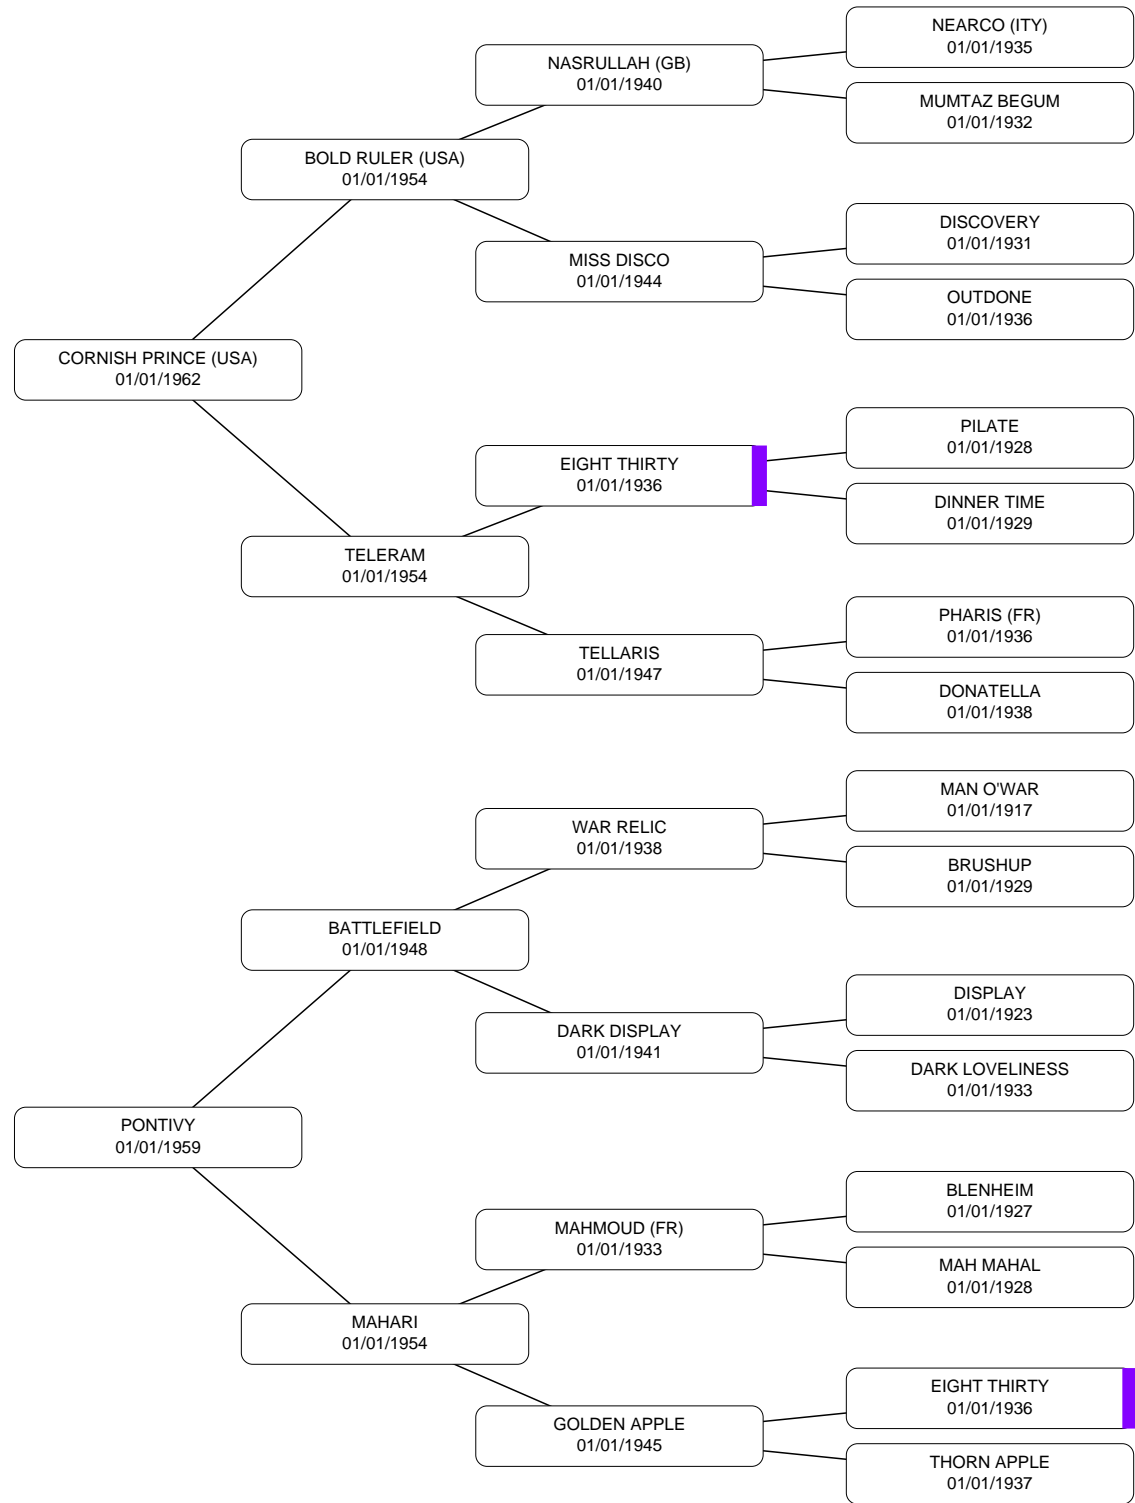 NEARCO (ITY)
01/01/1935
NASRULLAH (GB)
01/01/1940
MUMTAZ BEGUM
01/01/1932
BOLD RULER (USA)
01/01/1954
DISCOVERY
01/01/1931
MISS DISCO
01/01/1944
OUTDONE
01/01/1936
CORNISH PRINCE (USA)
01/01/1962
PILATE
01/01/1928
EIGHT THIRTY
01/01/1936
DINNER TIME
01/01/1929
TELERAM
01/01/1954
PHARIS (FR)
01/01/1936
TELLARIS
01/01/1947
DONATELLA
01/01/1938
MAN O'WAR
01/01/1917
WAR RELIC
01/01/1938
BRUSHUP
01/01/1929
BATTLEFIELD
01/01/1948
DISPLAY
01/01/1923
DARK DISPLAY
01/01/1941
DARK LOVELINESS
01/01/1933
PONTIVY
01/01/1959
BLENHEIM
01/01/1927
MAHMOUD (FR)
01/01/1933
MAH MAHAL
01/01/1928
MAHARI
01/01/1954
EIGHT THIRTY
01/01/1936
GOLDEN APPLE
01/01/1945
THORN APPLE
01/01/1937